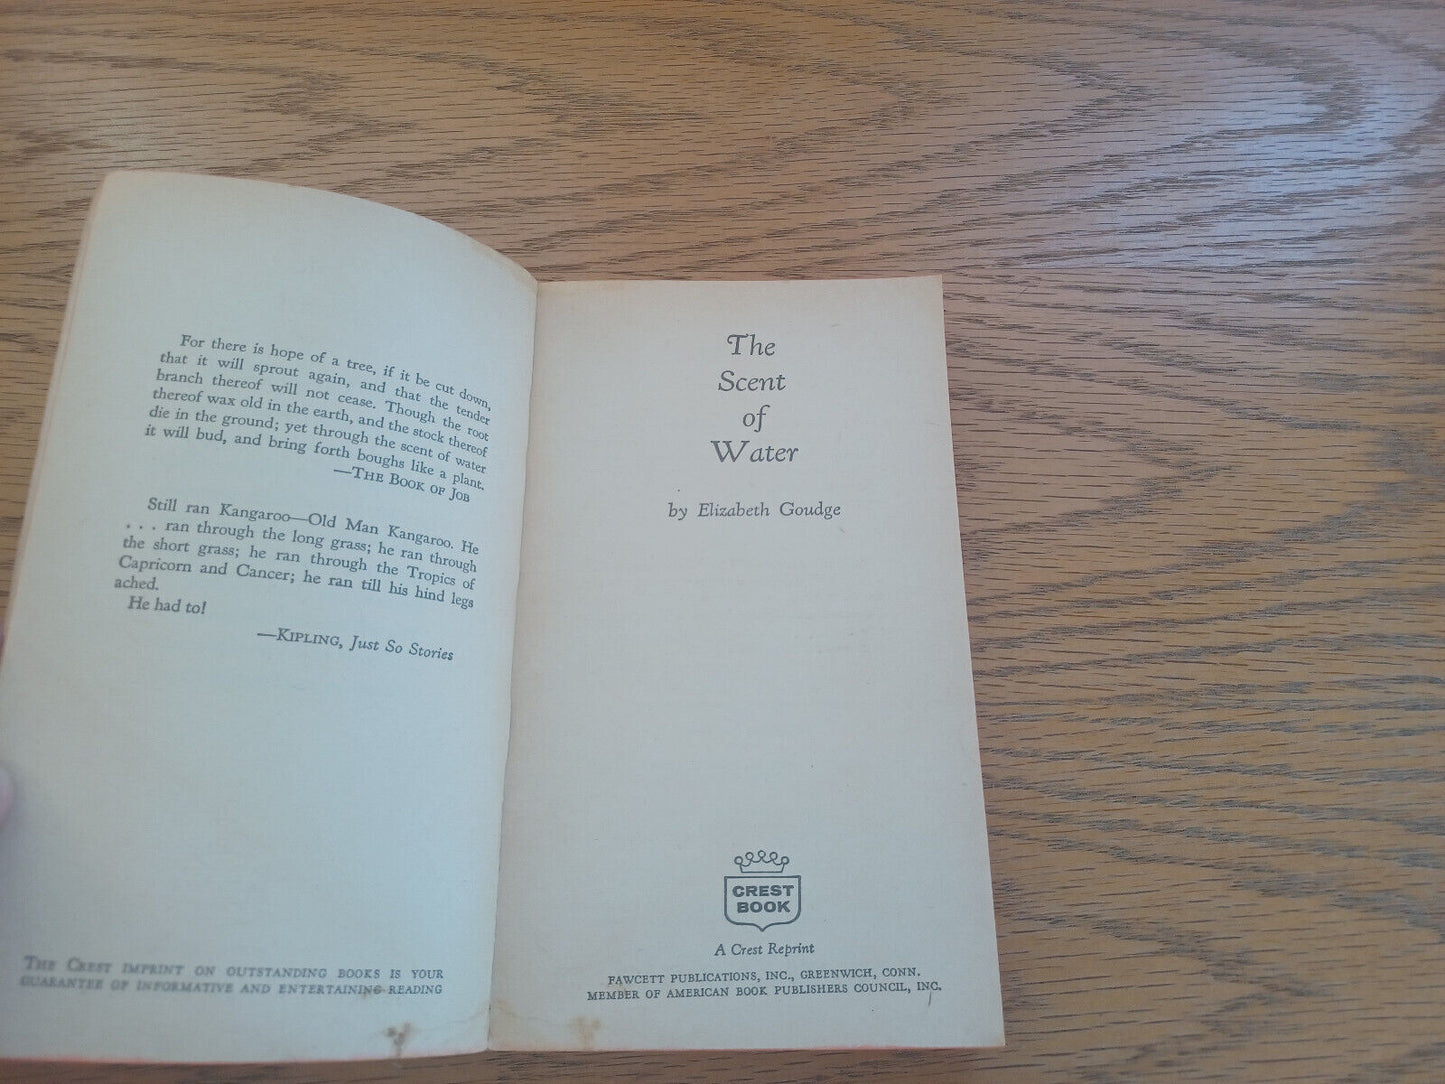 For there is hope of a tree, if it be cut down,
that it will sprout again, and that the tender
branch thereof will not cease. Though the root
thereof wax old in the earth, and the stock thereof
die in the ground; yet through the scent of water
it will bud, and bring forth boughs like a plant.
—THE BOOK OF JOB
Still ran Kangaroo—Old Man Kangaroo. He
. . . ran through the long grass; he ran through
the short grass; he ran through the Tropics of
Capricorn and Cancer; he ran till his hind legs
ached.
He had to!
—KIPLING, Just So Stories
THE CREST IMPRINT ON OUTSTANDING BOOKS IS YOUR
GUARANTEE OF INFORMATIVE AND ENTERTAINING READING
The
Scent
of
Water
by Elizabeth Goudge
CREST
BOOK
A Crest Reprint
FAWCETT PUBLICATIONS, INC., GREENWICH, CONN.
MEMBER OF AMERICAN BOOK PUBLISHERS COUNCIL, INC.